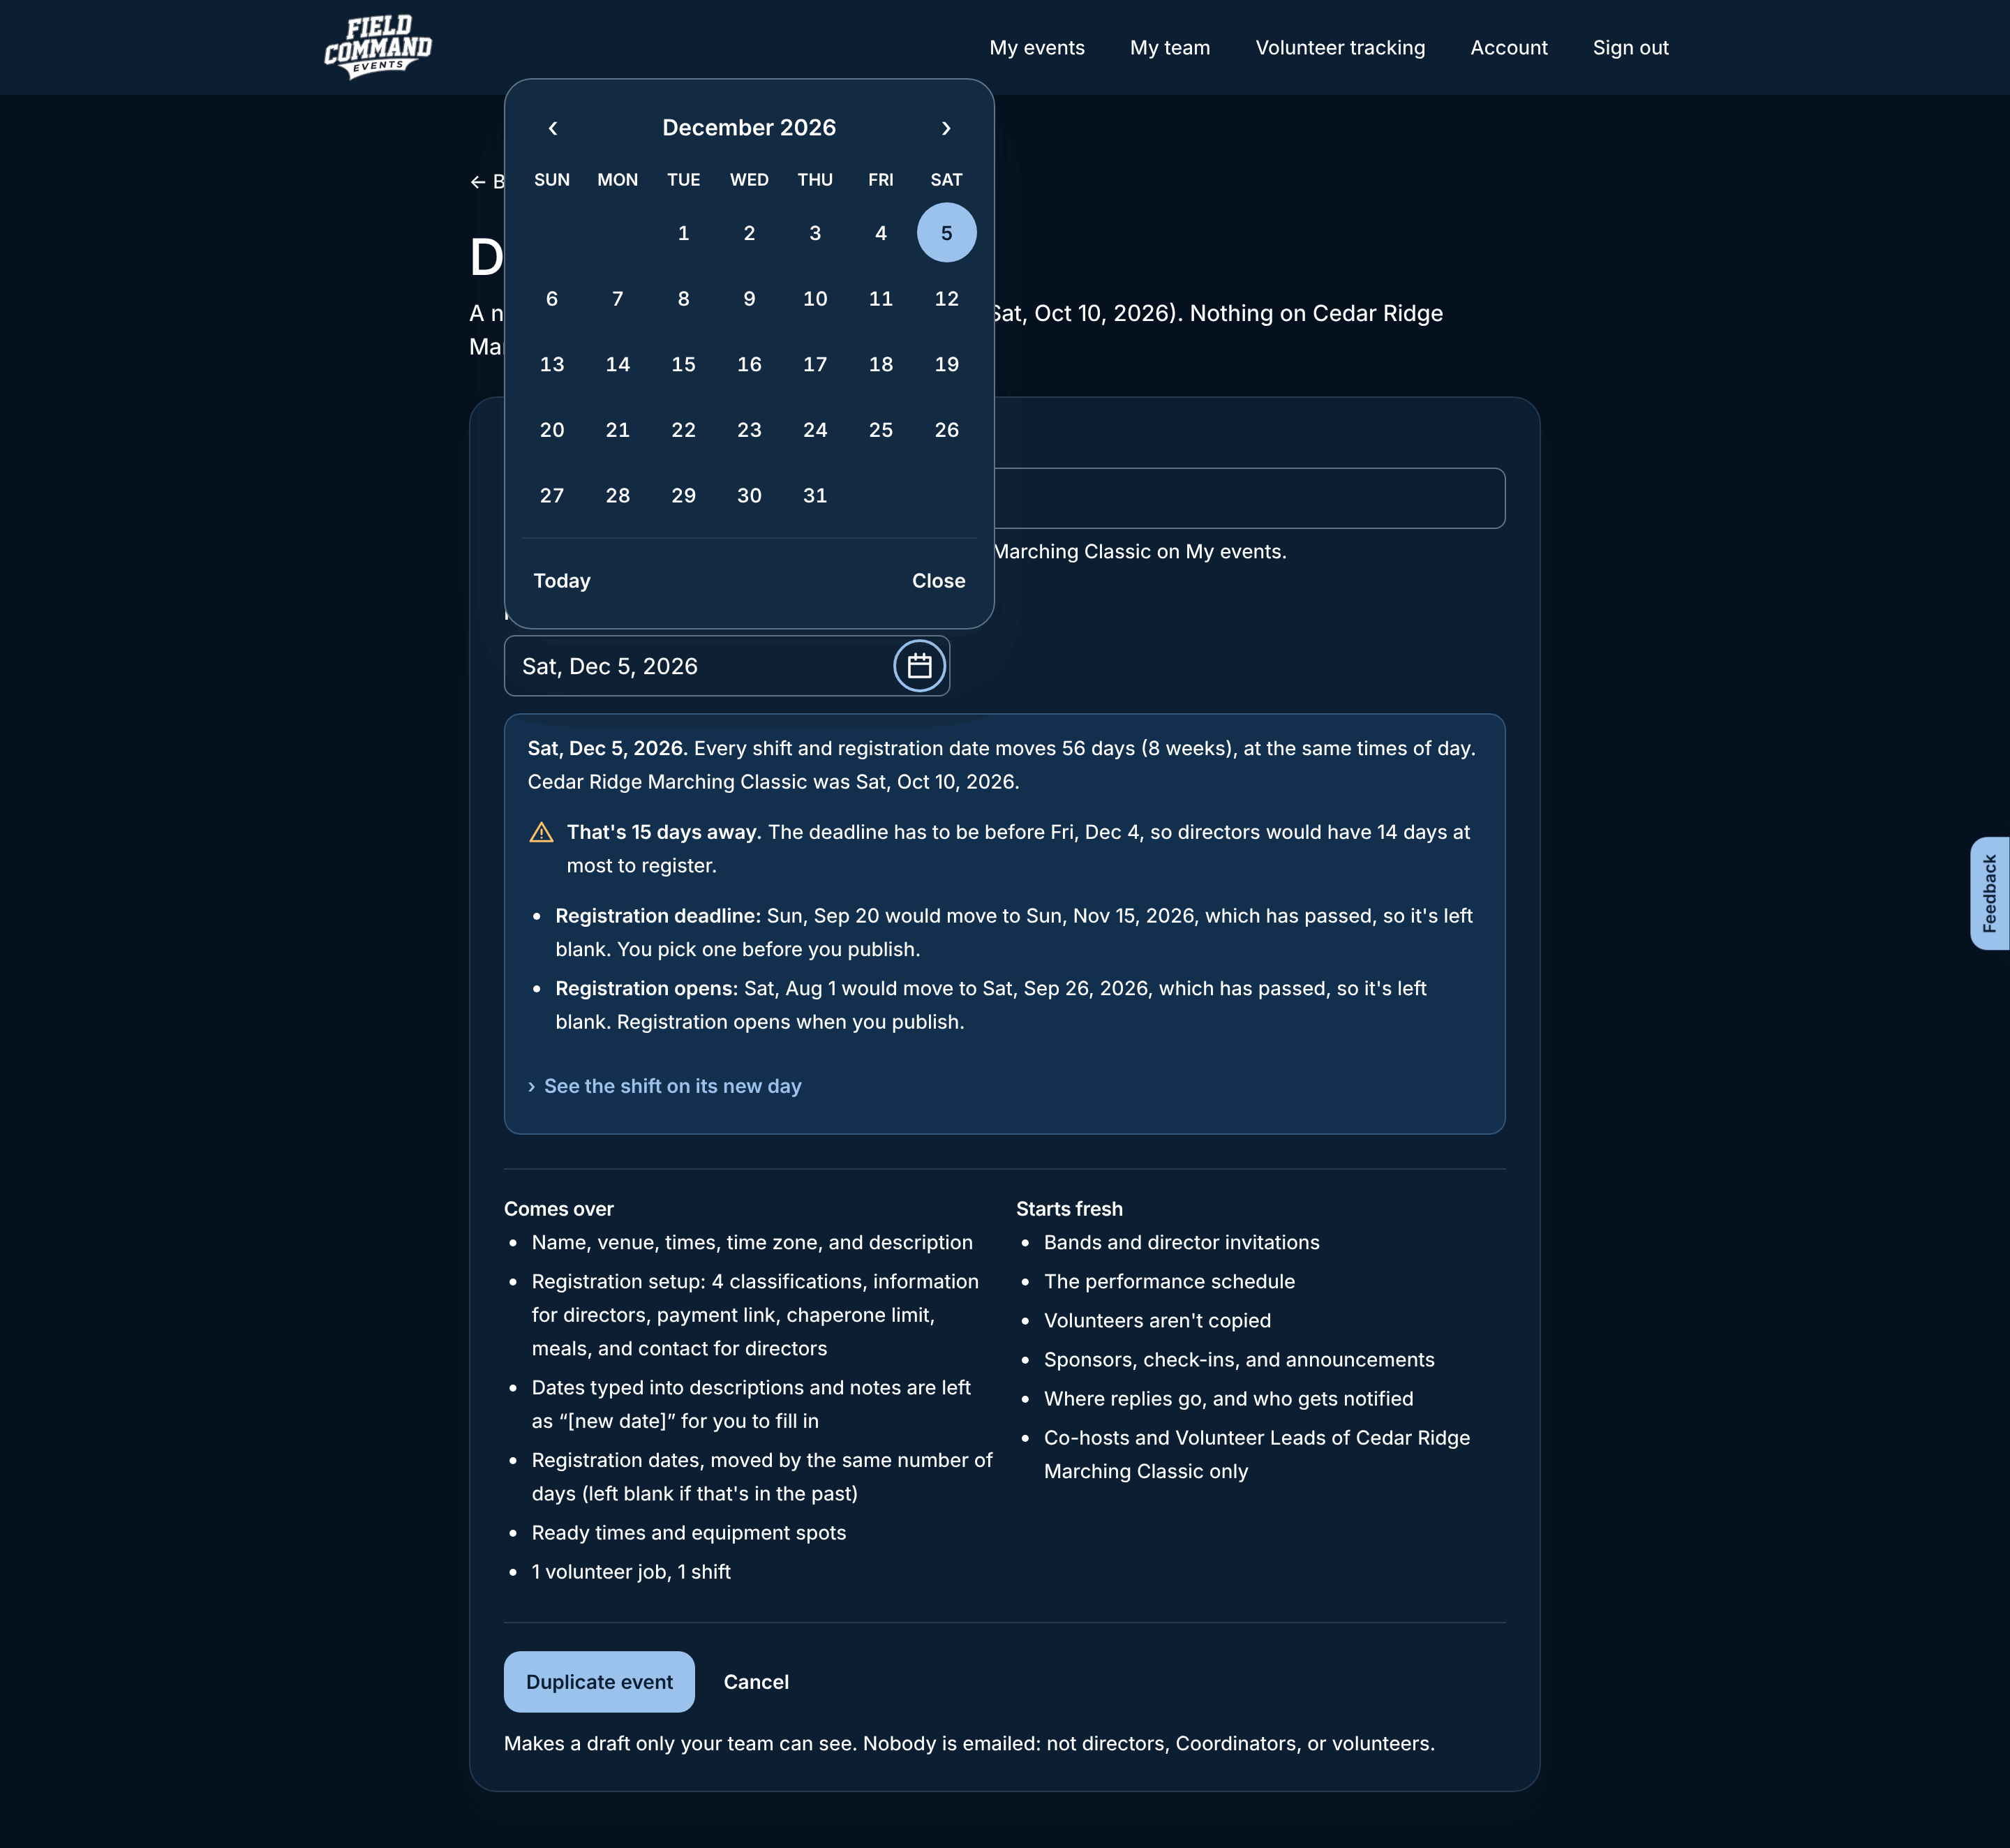 FIELD
COMMAND
EVENTS
My events
My team
Volunteer tracking
Account
Sign out
‹
December 2026
›
SUN MON TUE WED THU FRI SAT
1 2 3 4 5
6 7 8 9 10 11 12
13 14 15 16 17 18 19
20 21 22 23 24 25 26
27 28 29 30 31
Today
Close
←
Sat, Oct 10, 2026). Nothing on Cedar Ridge
Marching Classic on My events.
Sat, Dec 5, 2026
Sat, Dec 5, 2026. Every shift and registration date moves 56 days (8 weeks), at the same times of day.
Cedar Ridge Marching Classic was Sat, Oct 10, 2026.
That's 15 days away. The deadline has to be before Fri, Dec 4, so directors would have 14 days at
most to register.
• Registration deadline: Sun, Sep 20 would move to Sun, Nov 15, 2026, which has passed, so it's left
blank. You pick one before you publish.
• Registration opens: Sat, Aug 1 would move to Sat, Sep 26, 2026, which has passed, so it's left
blank. Registration opens when you publish.
› See the shift on its new day
Comes over
• Name, venue, times, time zone, and description
• Registration setup: 4 classifications, information
for directors, payment link, chaperone limit,
meals, and contact for directors
• Dates typed into descriptions and notes are left
as “[new date]” for you to fill in
• Registration dates, moved by the same number of
days (left blank if that's in the past)
• Ready times and equipment spots
• 1 volunteer job, 1 shift
Starts fresh
• Bands and director invitations
• The performance schedule
• Volunteers aren't copied
• Sponsors, check-ins, and announcements
• Where replies go, and who gets notified
• Co-hosts and Volunteer Leads of Cedar Ridge
Marching Classic only
Duplicate event
Cancel
Makes a draft only your team can see. Nobody is emailed: not directors, Coordinators, or volunteers.
Feedback